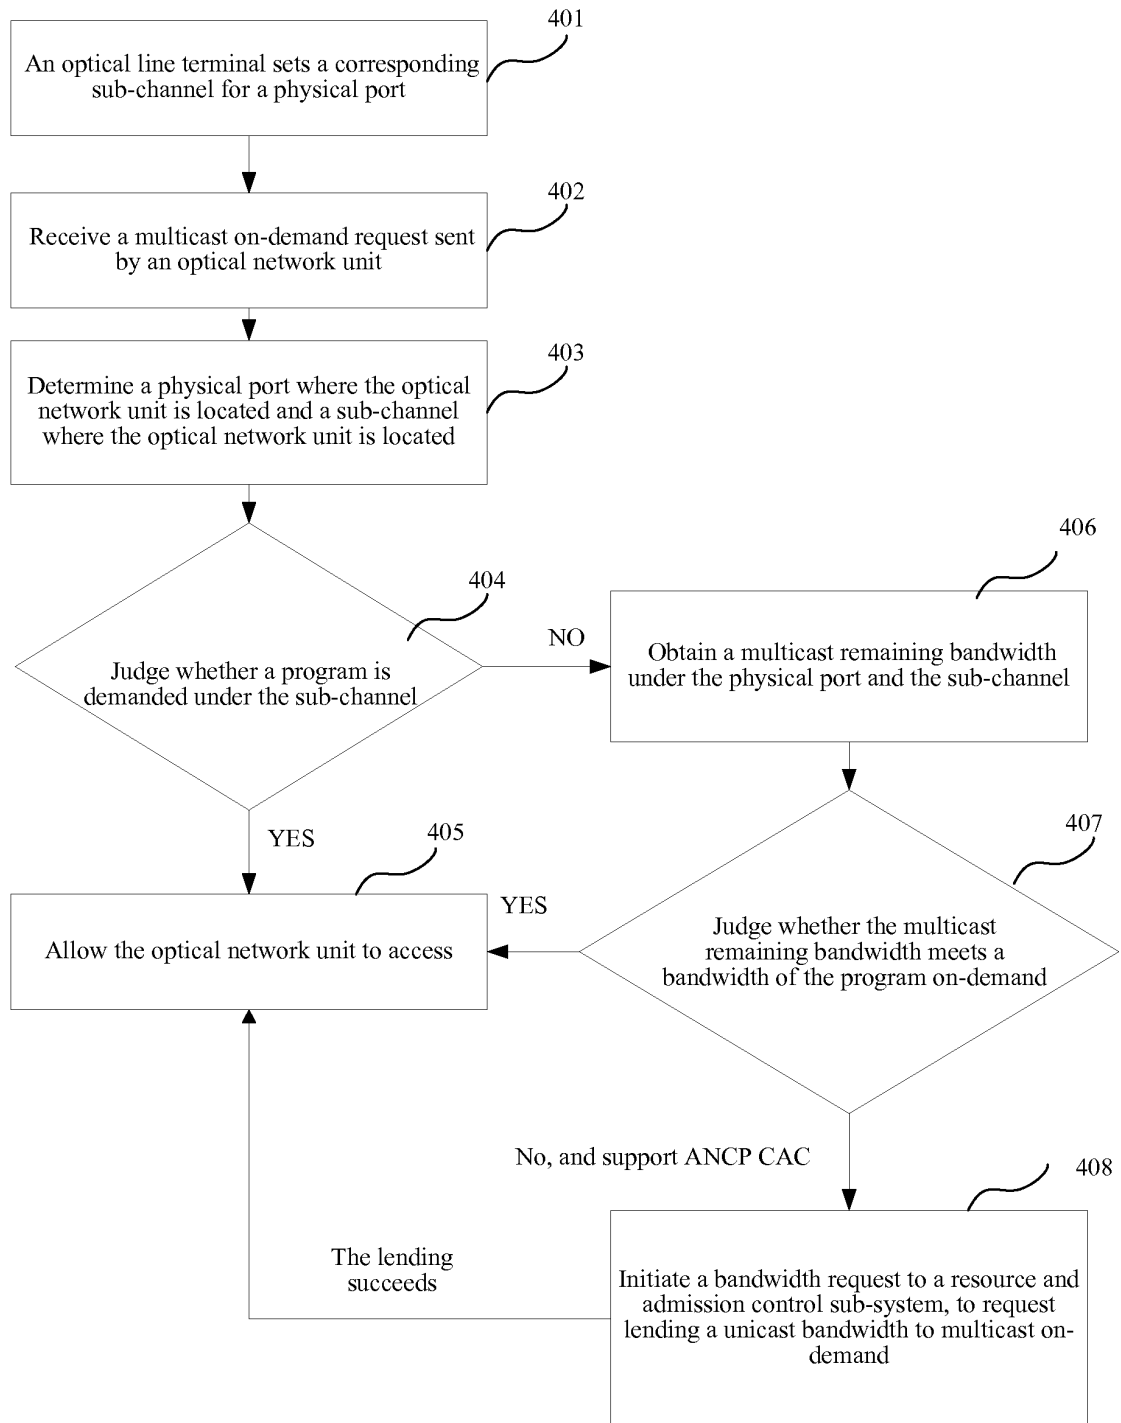 401
An optical line terminal sets a corresponding
sub-channel for a physical port
402
Receive a multicast on-demand request sent
by an optical network unit
403
Determine a physical port where the optical
network unit is located and a sub-channel
where the optical network unit is located
404
Judge whether a program is
demanded under the sub-channel
NO
406
Obtain a multicast remaining bandwidth
under the physical port and the sub-channel
YES
405
Allow the optical network unit to access
YES
407
Judge whether the multicast
remaining bandwidth meets a
bandwidth of the program on-demand
No, and support ANCP CAC
408
Initiate a bandwidth request to a resource and
admission control sub-system, to request
lending a unicast bandwidth to multicast on-
demand
The lending
succeeds